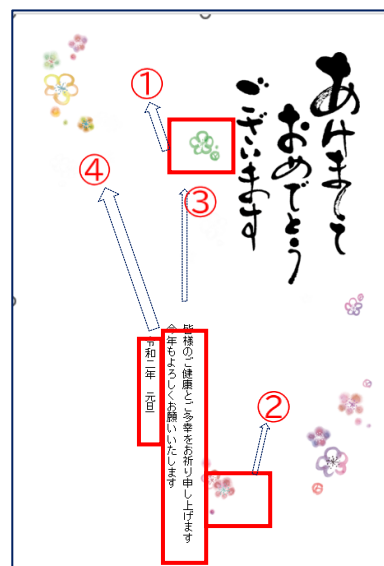 あけまして
おめでとう
ございます
①
④
③
皆様のご健康とご多幸をお祈り申し上げます
今年もよろしくお願いいたします
令和二年 元旦
②